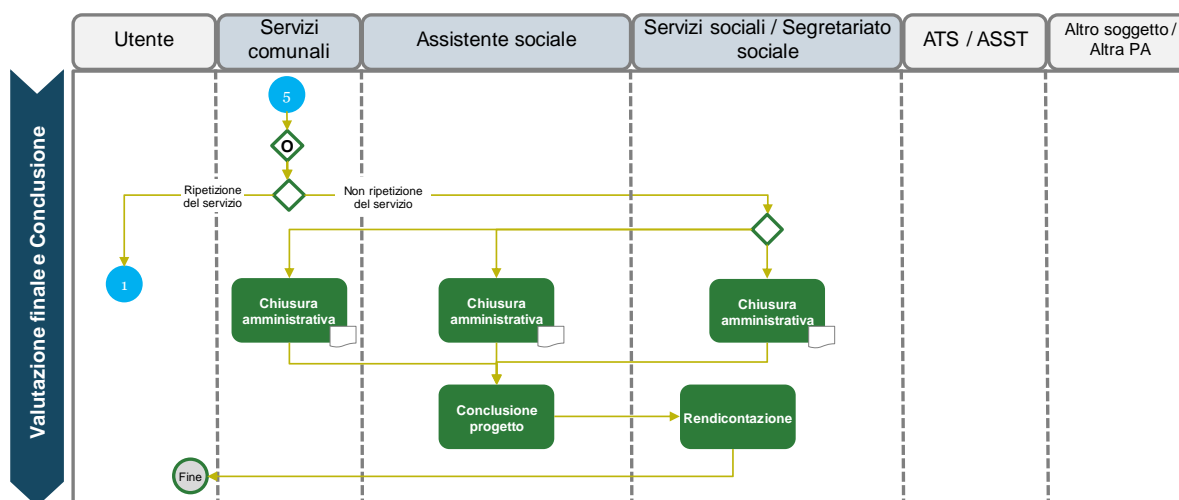 Utente
Servizi
comunali
Assistente sociale
Servizi sociali / Segretariato
sociale
ATS / ASST
Altro soggetto /
Altra PA
Valutazione finale e Conclusione
5
O
Ripetizione
del servizio
Non ripetizione
del servizio
1
Chiusura
amministrativa
Chiusura
amministrativa
Chiusura
amministrativa
Conclusione
progetto
Rendicontazione
Fine